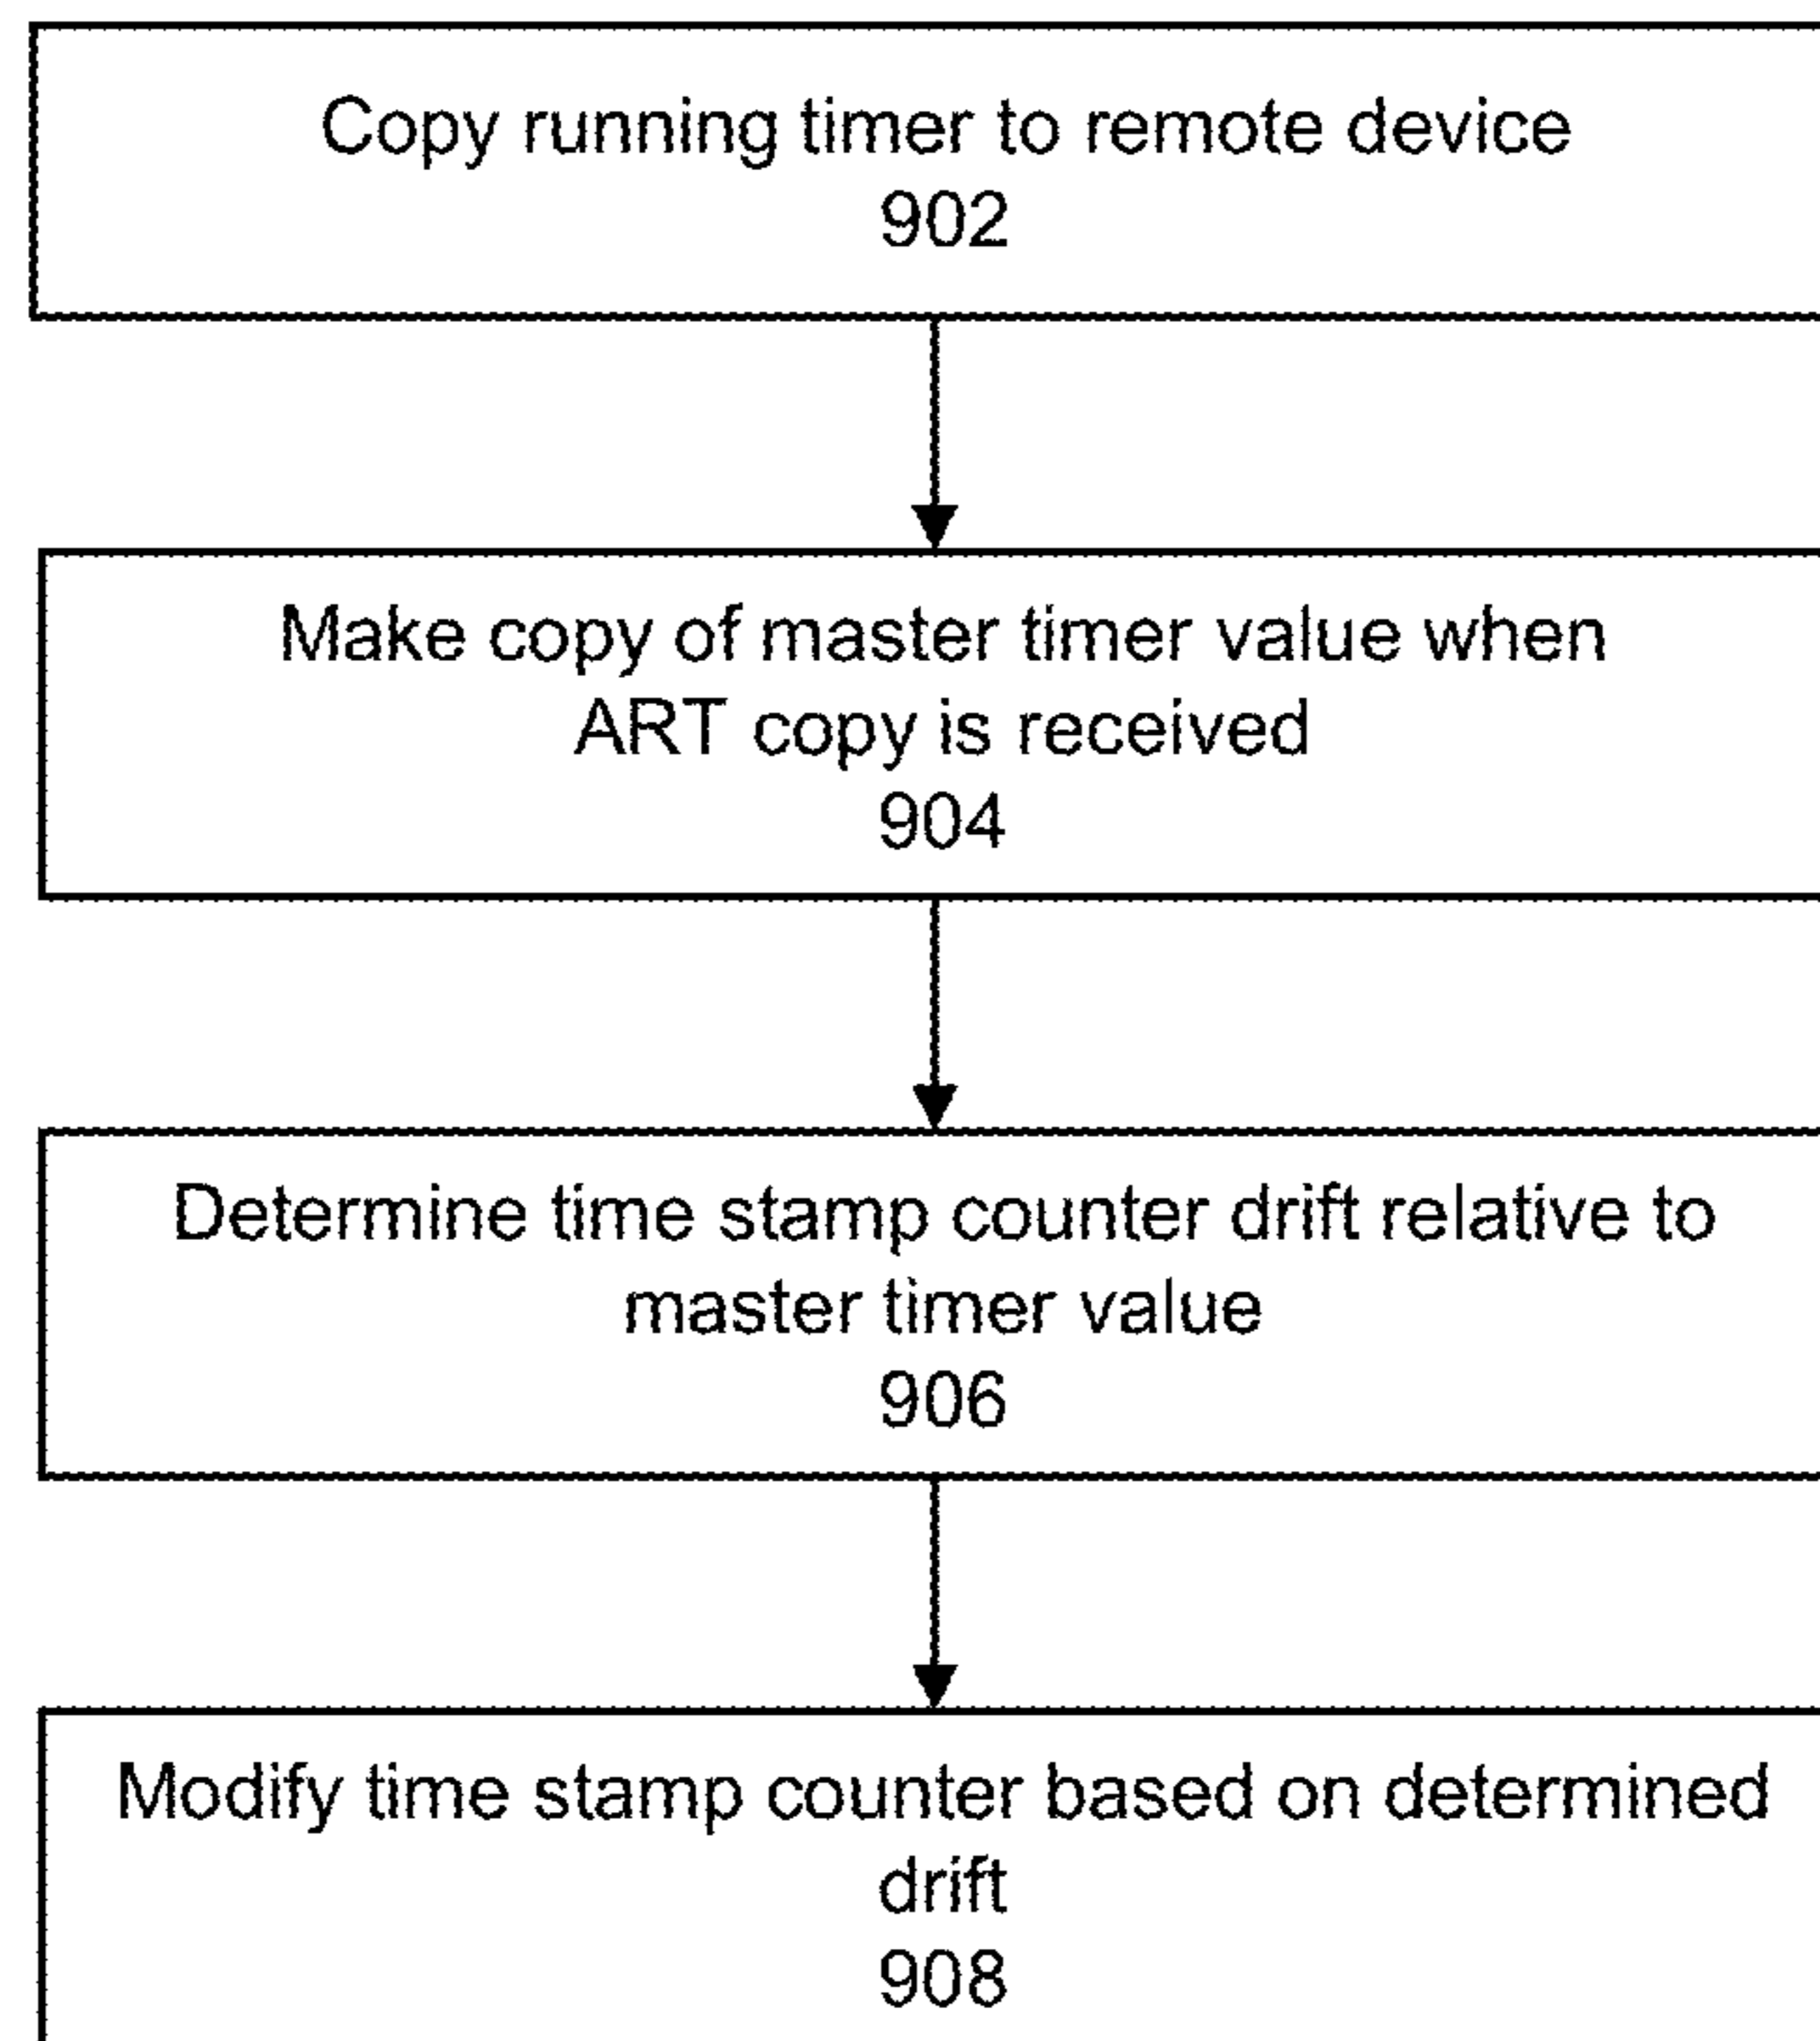 Copy running timer to remote device
902
Make copy of master timer value when
ART copy is received
904
Determine time stamp counter drift relative to
master timer value
906
Modify time stamp counter based on determined
drift
908